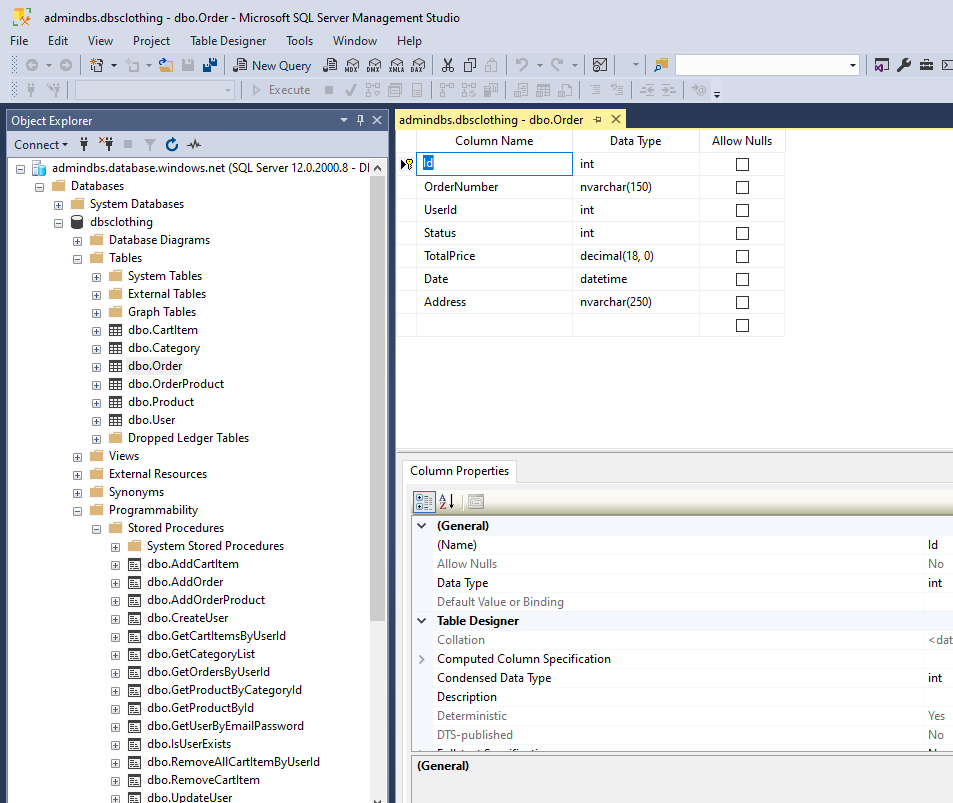 admindbs.dbsclothing - dbo.Order - Microsoft SQL Server Management Studio
File Edit View Project Table Designer Tools Window Help
New Query MDX DMX XMLA DAX
Execute
Object Explorer
Connect
admindbs.database.windows.net (SQL Server 12.0.2000.8 - DI
Databases
System Databases
dbsclothing
Database Diagrams
Tables
System Tables
External Tables
Graph Tables
dbo.CartItem
dbo.Category
dbo.Order
dbo.OrderProduct
dbo.Product
dbo.User
Dropped Ledger Tables
Views
External Resources
Synonyms
Programmability
Stored Procedures
System Stored Procedures
dbo.AddCartItem
dbo.AddOrder
dbo.AddOrderProduct
dbo.CreateUser
dbo.GetCartItemsByUserId
dbo.GetCategoryList
dbo.GetOrdersByUserId
dbo.GetProductByCategoryId
dbo.GetProductById
dbo.GetUserByEmailPassword
dbo.IsUserExists
dbo.RemoveAllCartItemByUserId
dbo.RemoveCartItem
dbo.UpdateUser
admindbs.dbsclothing - dbo.Order
Column Name Data Type Allow Nulls
Id int
OrderNumber nvarchar(150)
UserId int
Status int
TotalPrice decimal(18, 0)
Date datetime
Address nvarchar(250)
Column Properties
(General)
(Name) Id
Allow Nulls No
Data Type int
Default Value or Binding
Table Designer
Collation <dat
Computed Column Specification
Condensed Data Type int
Description
Deterministic Yes
DTS-published No
(General)